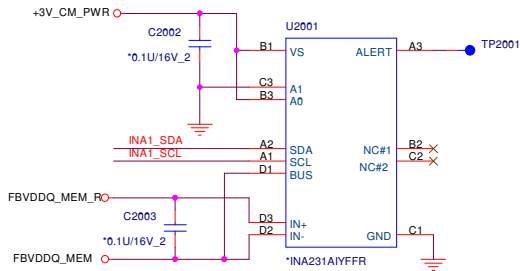 +3V_CM_PWR
C2002
*0.1U/16V_2
U2001
B1 VS ALERT A3 TP2001
C3 A1
B3 A0
INA1_SDA A2 SDA NC#1 B2
INA1_SCL A1 SCL NC#2 C2
D1 BUS
FBVDDQ_MEM_R
C2003
*0.1U/16V_2
D3 IN+
D2 IN- GND C1
FBVDDQ_MEM
*INA231AIYFFR